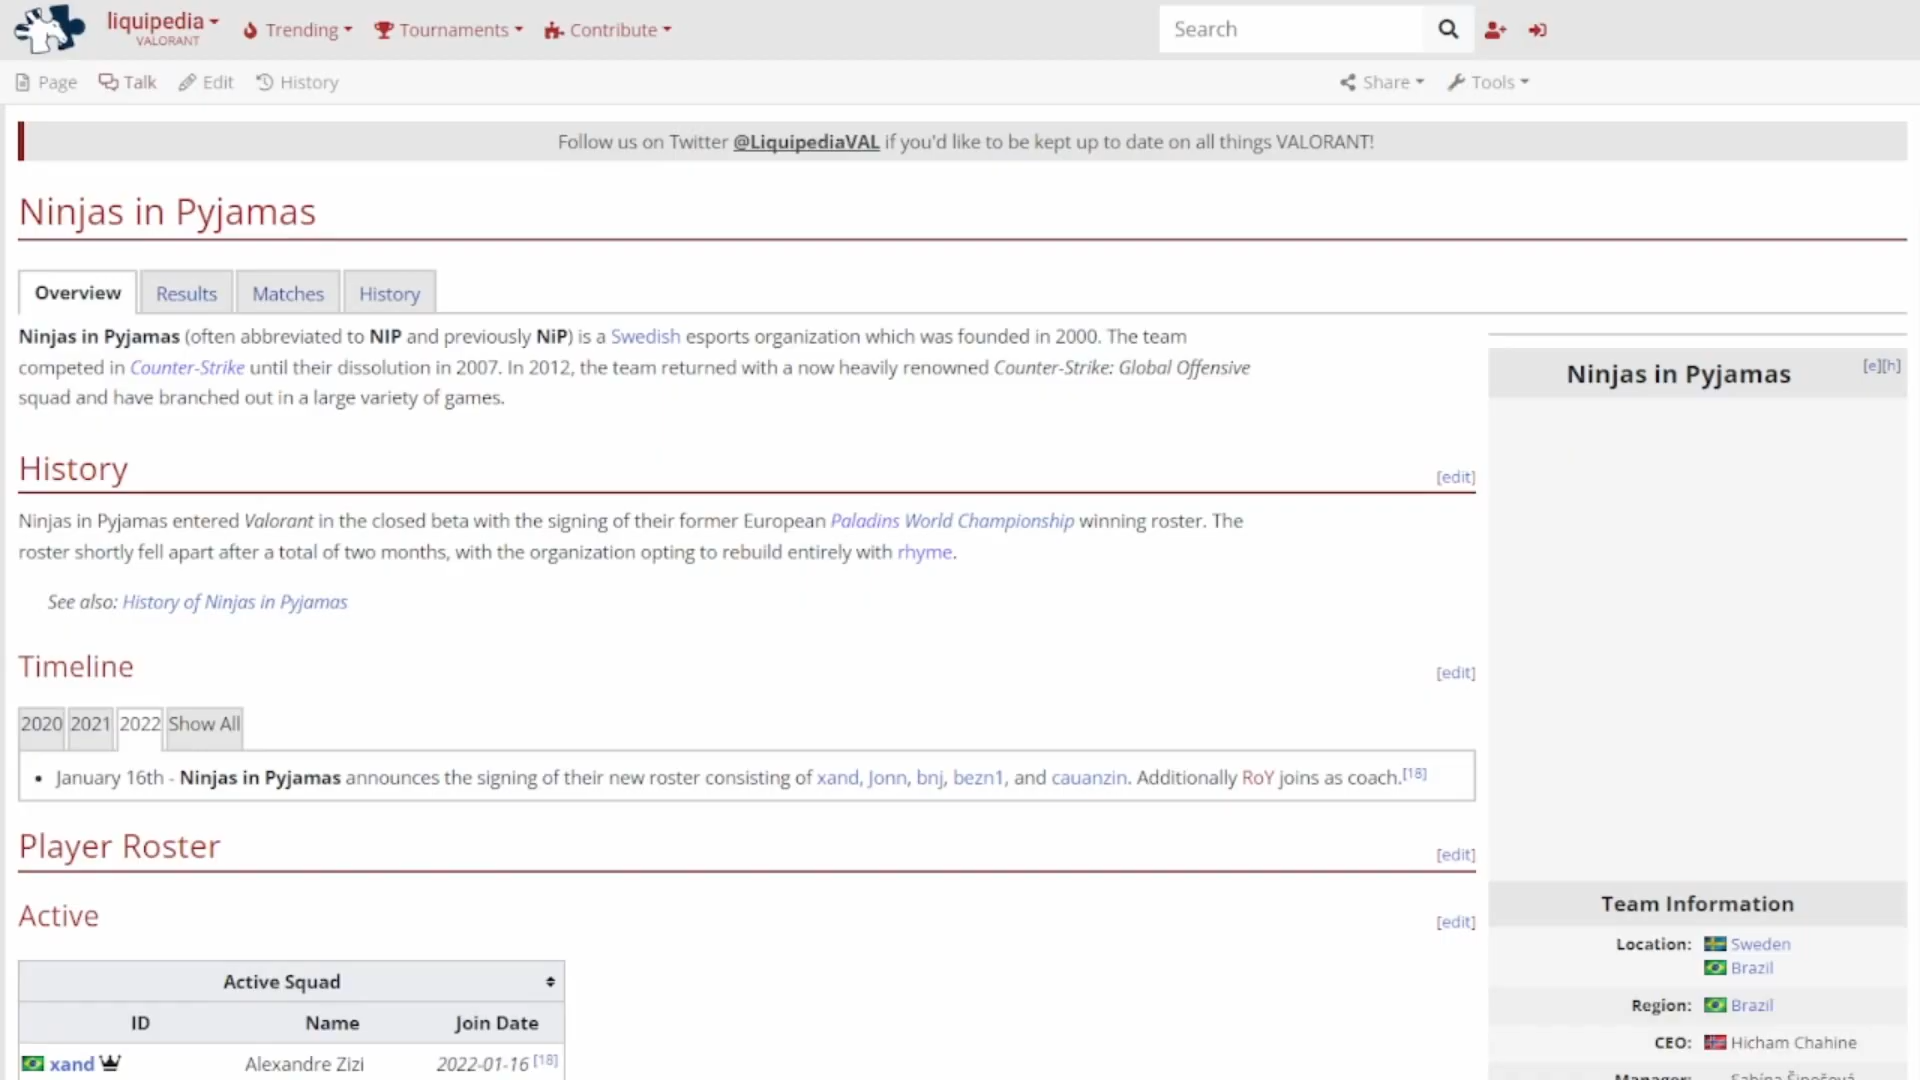 liquipedia
VALORANT
Trending
Tournaments
Contribute
Search
Page
Talk
Edit
History
Share
Tools
Follow us on Twitter @LiquipediaVAL if you'd like to be kept up to date on all things VALORANT!
Ninjas in Pyjamas
Overview
Results
Matches
History
Ninjas in Pyjamas (often abbreviated to NIP and previously NiP) is a Swedish esports organization which was founded in 2000. The team
competed in Counter-Strike until their dissolution in 2007. In 2012, the team returned with a now heavily renowned Counter-Strike: Global Offensive
squad and have branched out in a large variety of games.
History
[edit]
Ninjas in Pyjamas entered Valorant in the closed beta with the signing of their former European Paladins World Championship winning roster. The
roster shortly fell apart after a total of two months, with the organization opting to rebuild entirely with rhyme.
See also: History of Ninjas in Pyjamas
Timeline
[edit]
2020
2021
2022
Show All
• January 16th - Ninjas in Pyjamas announces the signing of their new roster consisting of xand, Jonn, bnj, bezn1, and cauanzin. Additionally RoY joins as coach.[18]
Player Roster
[edit]
Active
[edit]
Active Squad
ID Name Join Date
xand Alexandre Zizi 2022-01-16 [18]
Ninjas in Pyjamas
[e][h]
Team Information
Location: Sweden
Brazil
Region: Brazil
CEO: Hicham Chahine
Manager: Sabina Šipošová